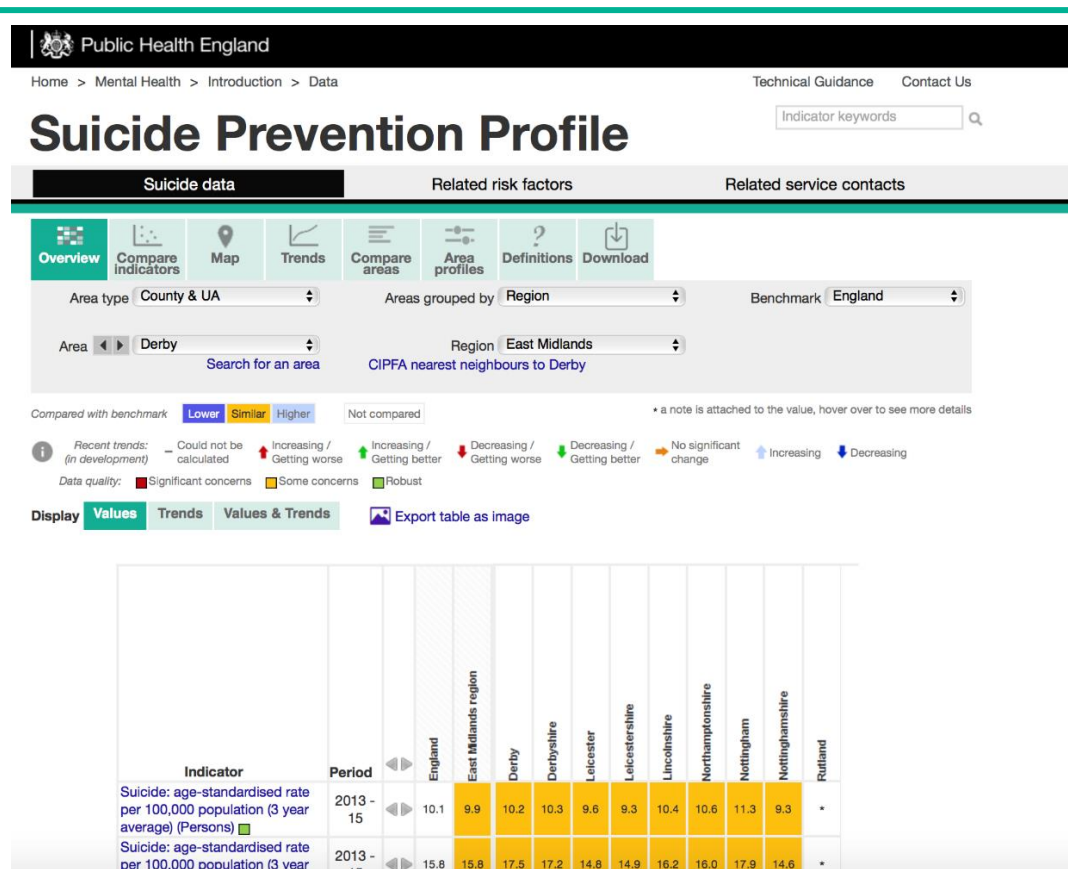 Public Health England
Home > Mental Health > Introduction > Data
Technical Guidance Contact Us
Suicide Prevention Profile
Indicator keywords
Suicide data Related risk factors Related service contacts
Overview Compare indicators Map Trends Compare areas Area profiles Definitions Download
Area type County & UA Areas grouped by Region Benchmark England
Area Derby Region East Midlands
Search for an area CIPFA nearest neighbours to Derby
Compared with benchmark Lower Similar Higher Not compared * a note is attached to the value, hover over to see more details
Recent trends: – Could not be Increasing / Increasing / Decreasing / Decreasing / No significant Increasing Decreasing
(in development) calculated Getting worse Getting better Getting worse Getting better change
Data quality: Significant concerns Some concerns Robust
Display Values Trends Values & Trends Export table as image
Indicator Period England East Midlands region Derby Derbyshire Leicester Leicestershire Lincolnshire Northamptonshire Nottingham Nottinghamshire Rutland
Suicide: age-standardised rate
per 100,000 population (3 year
average) (Persons)
2013 -
15
10.1 9.9 10.2 10.3 9.6 9.3 10.4 10.6 11.3 9.3 *
Suicide: age-standardised rate
per 100,000 population (3 year
2013 -
15.8 15.8 17.5 17.2 14.8 14.9 16.2 16.0 17.9 14.6 *